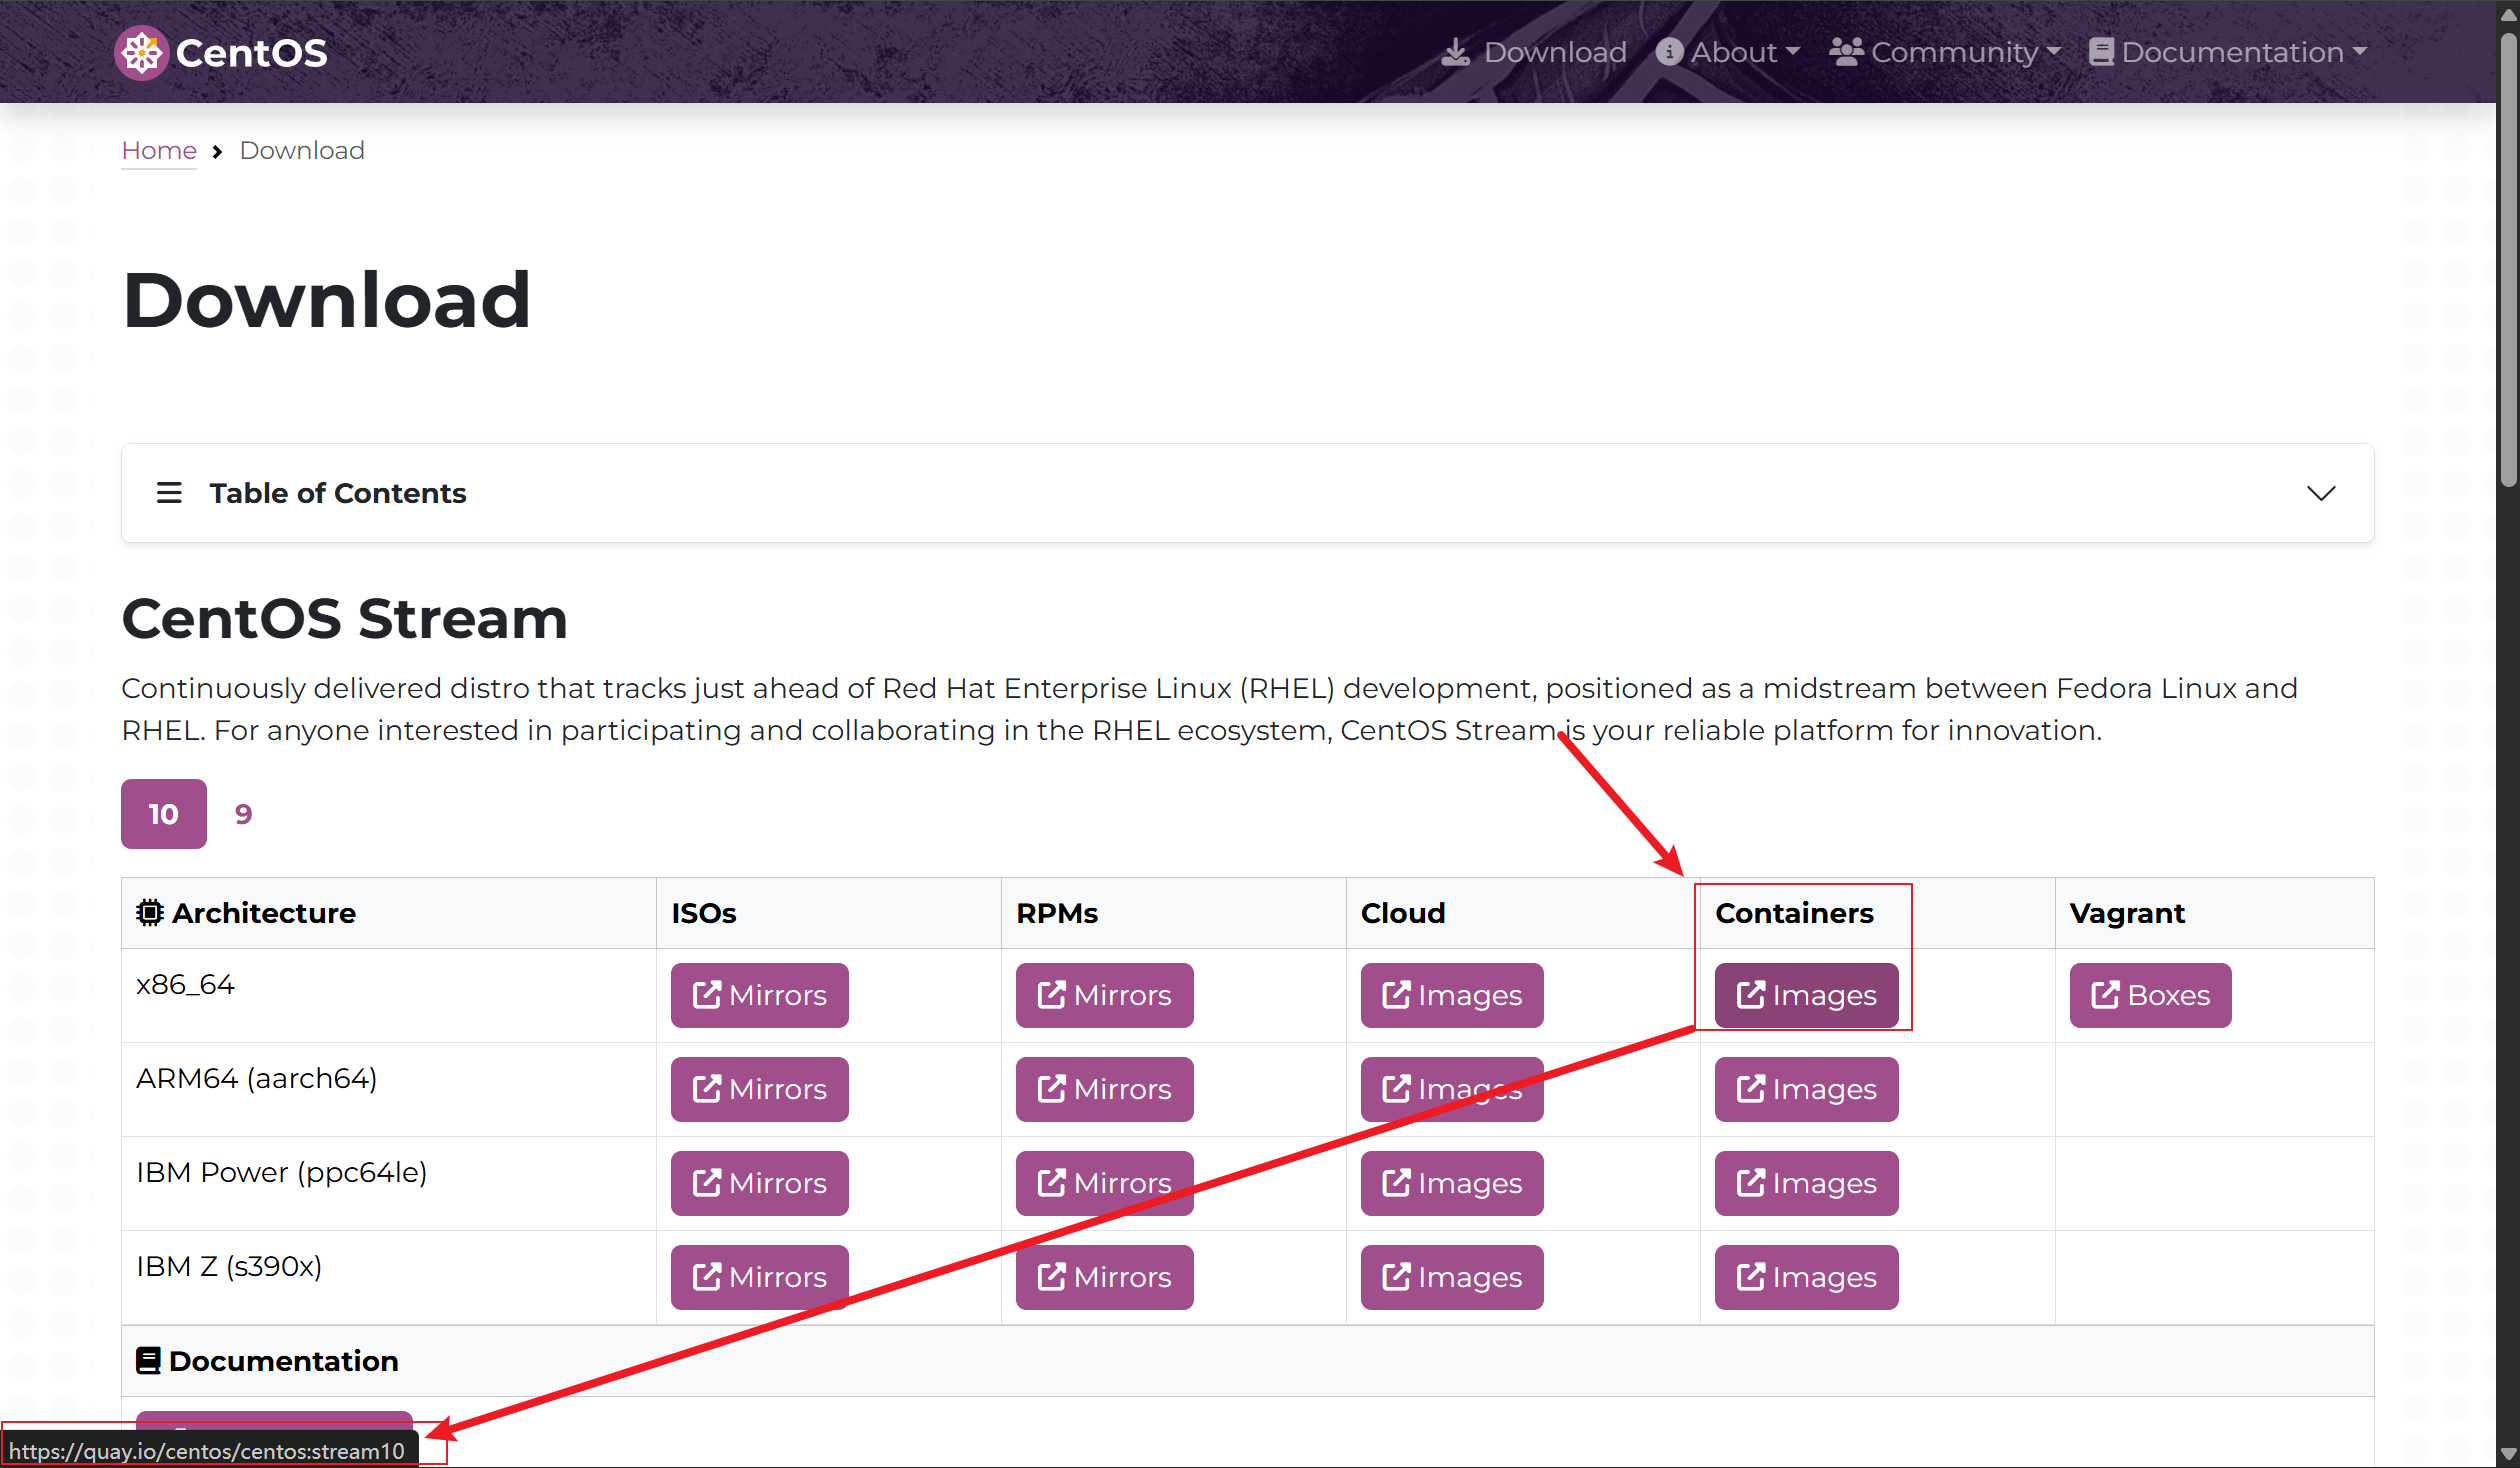 CentOS
Download About Community Documentation
Home Download
Download
Table of Contents
CentOS Stream
Continuously delivered distro that tracks just ahead of Red Hat Enterprise Linux (RHEL) development, positioned as a midstream between Fedora Linux and
RHEL. For anyone interested in participating and collaborating in the RHEL ecosystem, CentOS Stream is your reliable platform for innovation.
10 9
Architecture ISOs RPMs Cloud Containers Vagrant
x86_64 Mirrors Mirrors Images Images Boxes
ARM64 (aarch64) Mirrors Mirrors Images Images
IBM Power (ppc64le) Mirrors Mirrors Images Images
IBM Z (s390x) Mirrors Mirrors Images Images
Documentation
https://quay.io/centos/centos:stream10